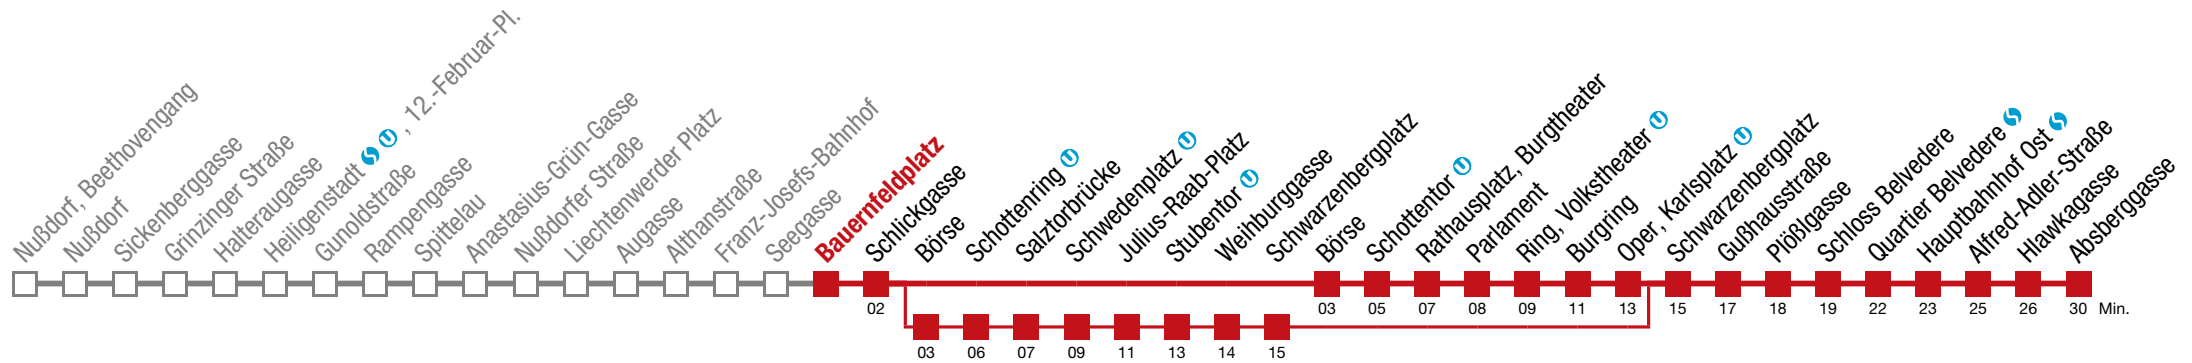 Nußdorf, Beethovengang
Nußdorf
Sickenberggasse
Grinzinger Straße
Halteraugasse
Heiligenstadt S U , 12.-Februar-Pl.
Gunoldstraße
Rampengasse
Spittelau
Anastasius-Grün-Gasse
Nußdorfer Straße
Liechtenwerder Platz
Augasse
Althanstraße
Franz-Josefs-Bahnhof
Seegasse
Bauernfeldplatz
Schlickgasse
Börse
Schottenring U
Salztorbrücke
Schwedenplatz U
Julius-Raab-Platz
Stubentor U
Weihburggasse
Schwarzenbergplatz
Börse
Schottentor U
Rathausplatz, Burgtheater
Parlament
Ring, Volkstheater U
Burgring
Oper, Karlsplatz U
Schwarzenbergplatz
Gußhausstraße
Plößlgasse
Schloss Belvedere
Quartier Belvedere S
Hauptbahnhof Ost S
Alfred-Adler-Straße
Hlawkagasse
Absberggasse
02 03 05 07 08 09 11 13 15 17 18 19 22 23 25 26 30 Min.
03 06 07 09 11 13 14 15